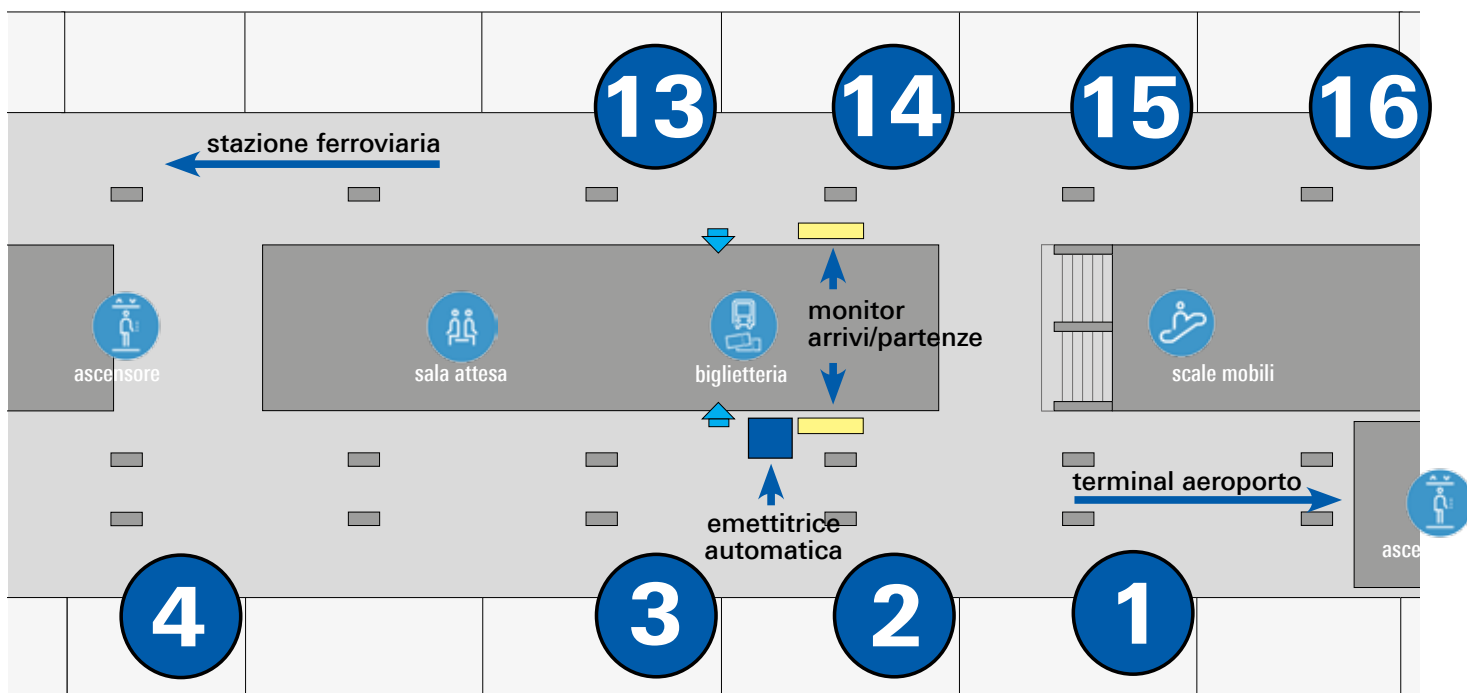 13
14
15
16
stazione ferroviaria
monitor
arrivi/partenze
ascensore
sala attesa
biglietteria
scale mobili
terminal aeroporto
emettitrice
automatica
asce
4
3
2
1